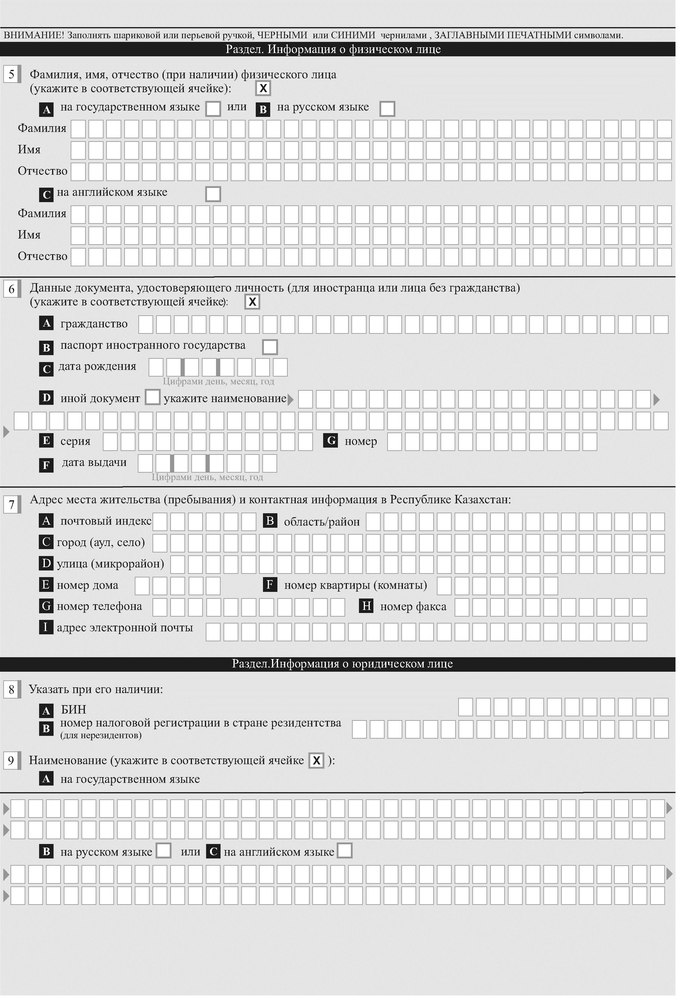 ВНИМАНИЕ! Заполнять шариковой или перьевой ручкой, ЧЕРНЫМИ или СИНИМИ чернилами , ЗАГЛАВНЫМИ ПЕЧАТНЫМИ символами.
Раздел. Информация о физическом лице
5 Фамилия, имя, отчество (при наличии) физического лица
(укажите в соответствующей ячейке): X
A на государственном языке или B на русском языке
Фамилия
Имя
Отчество
C на английском языке
Фамилия
Имя
Отчество
6 Данные документа, удостоверяющего личность (для иностранца или лица без гражданства)
(укажите в соответствующей ячейке): X
A гражданство
B паспорт иностранного государства
C дата рождения
Цифрами день, месяц, год
D иной документ укажите наименование
E серия G номер
F дата выдачи
Цифрами день, месяц, год
7 Адрес места жительства (пребывания) и контактная информация в Республике Казахстан:
A почтовый индекс B область/район
C город (аул, село)
D улица (микрорайон)
E номер дома F номер квартиры (комнаты)
G номер телефона H номер факса
I адрес электронной почты
Раздел.Информация о юридическом лице
8 Указать при его наличии:
A БИН
B номер налоговой регистрации в стране резидентства
(для нерезидентов)
9 Наименование (укажите в соответствующей ячейке X ):
A на государственном языке
B на русском языке или C на английском языке